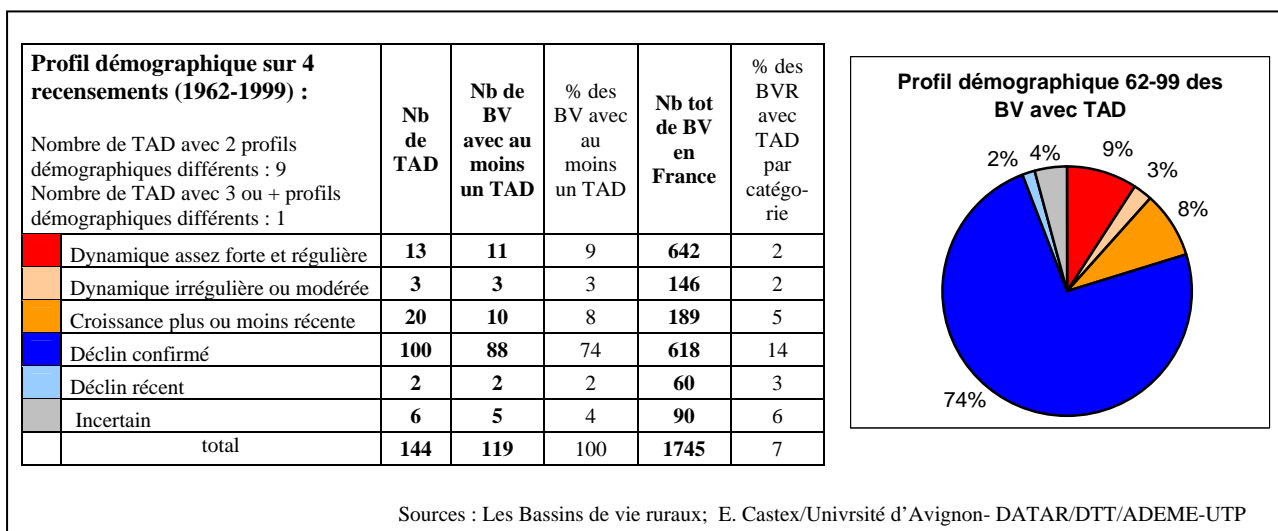 Profil démographique sur 4
recensements (1962-1999) :
Nombre de TAD avec 2 profils
démographiques différents : 9
Nombre de TAD avec 3 ou + profils
démographiques différents : 1
Nb
de
TAD
Nb de
BV
avec au
moins
un TAD
% des
BV avec
au
moins
un TAD
Nb tot
de BV
en
France
% des
BVR
avec
TAD
par
catégo-
rie
Dynamique assez forte et régulière 13 11 9 642 2
Dynamique irrégulière ou modérée 3 3 3 146 2
Croissance plus ou moins récente 20 10 8 189 5
Déclin confirmé 100 88 74 618 14
Déclin récent 2 2 2 60 3
Incertain 6 5 4 90 6
total 144 119 100 1745 7
Profil démographique 62-99 des
BV avec TAD
2% 4% 9%
3%
8%
74%
Sources : Les Bassins de vie ruraux; E. Castex/Univrsité d'Avignon- DATAR/DTT/ADEME-UTP